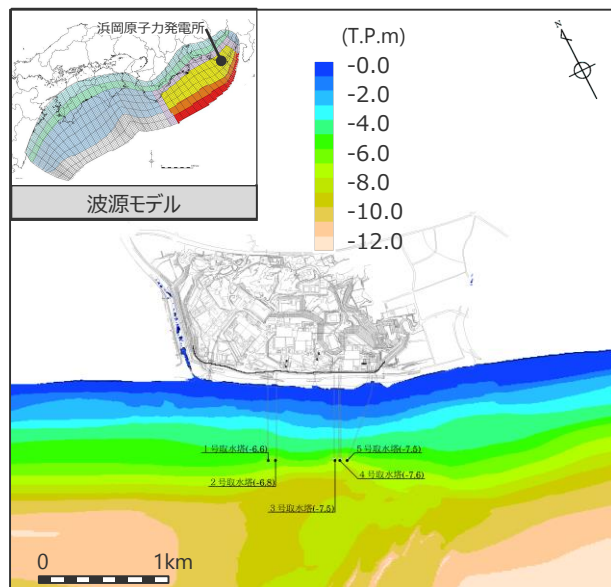 浜岡原子力発電所
波源モデル
(T.P.m)
-0.0
-2.0
-4.0
-6.0
-8.0
-10.0
-12.0
N
1号取水塔(-6.6)
5号取水塔(-7.5)
2号取水塔(-6.8)
4号取水塔(-7.6)
3号取水塔(-7.5)
0 1km